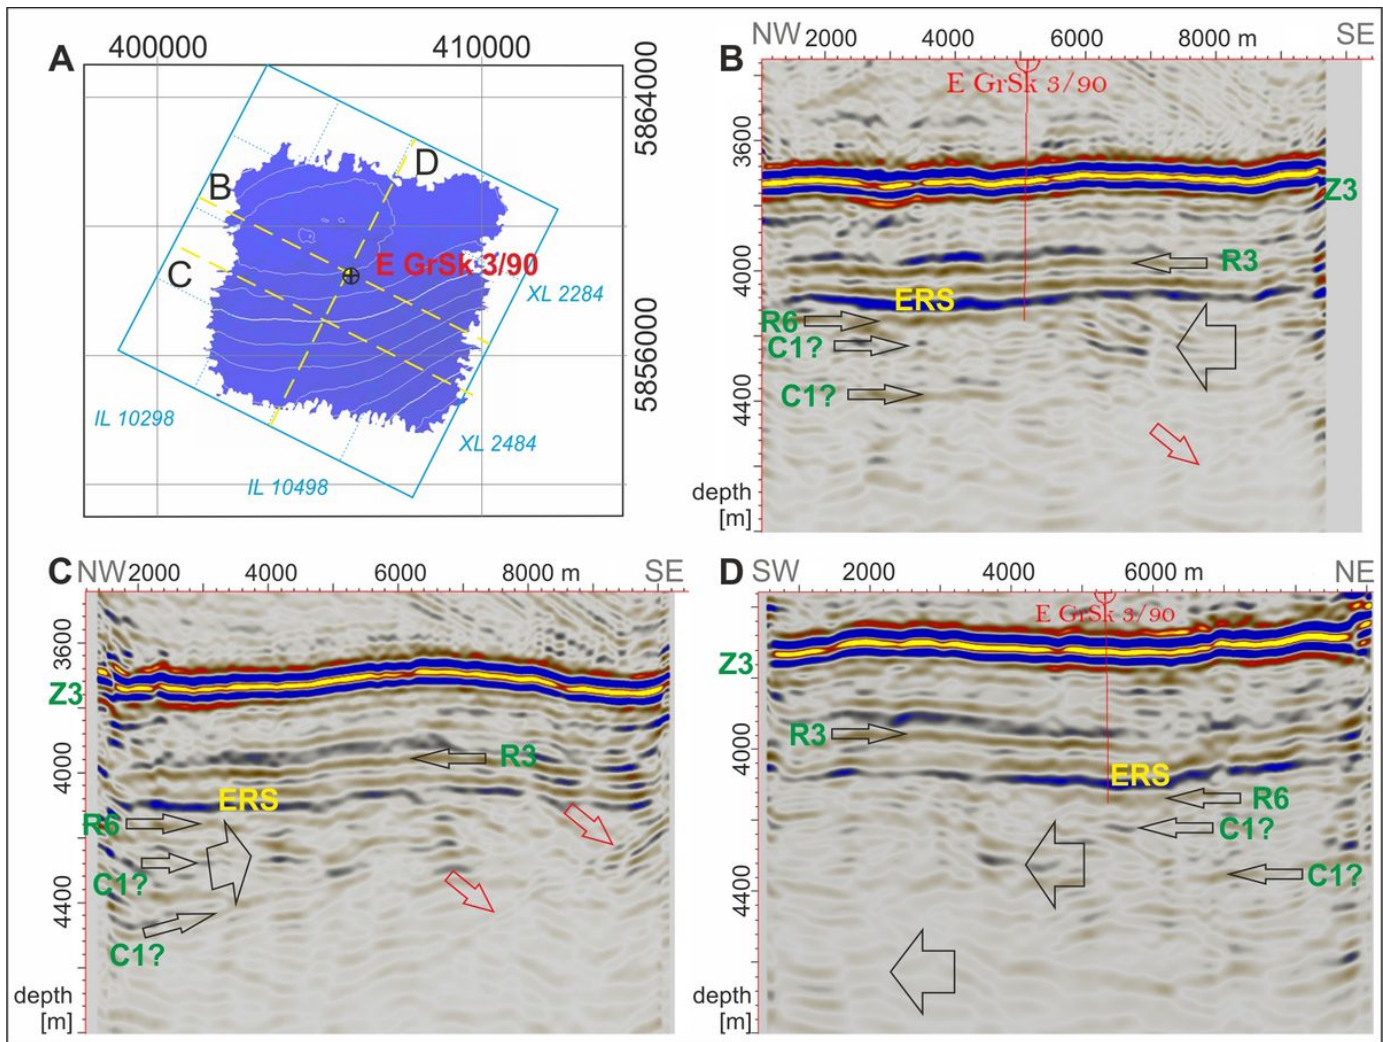 A
400000
410000
5864000
5856000
B
D
C
E GrSk 3/90
XL 2284
IL 10298
XL 2484
IL 10498
B
NW 2000 4000 6000 8000 m SE
E GrSk 3/90
3600
Z3
R3
4000
ERS
R6
C1?
C1?
4400
depth
[m]
C
NW 2000 4000 6000 8000 m SE
3600
Z3
R3
4000
ERS
R6
C1?
4400
C1?
depth
[m]
D
SW 2000 4000 6000 m NE
E GrSk 3/90
3600
Z3
R3
4000
ERS
R6
C1?
C1?
4400
depth
[m]